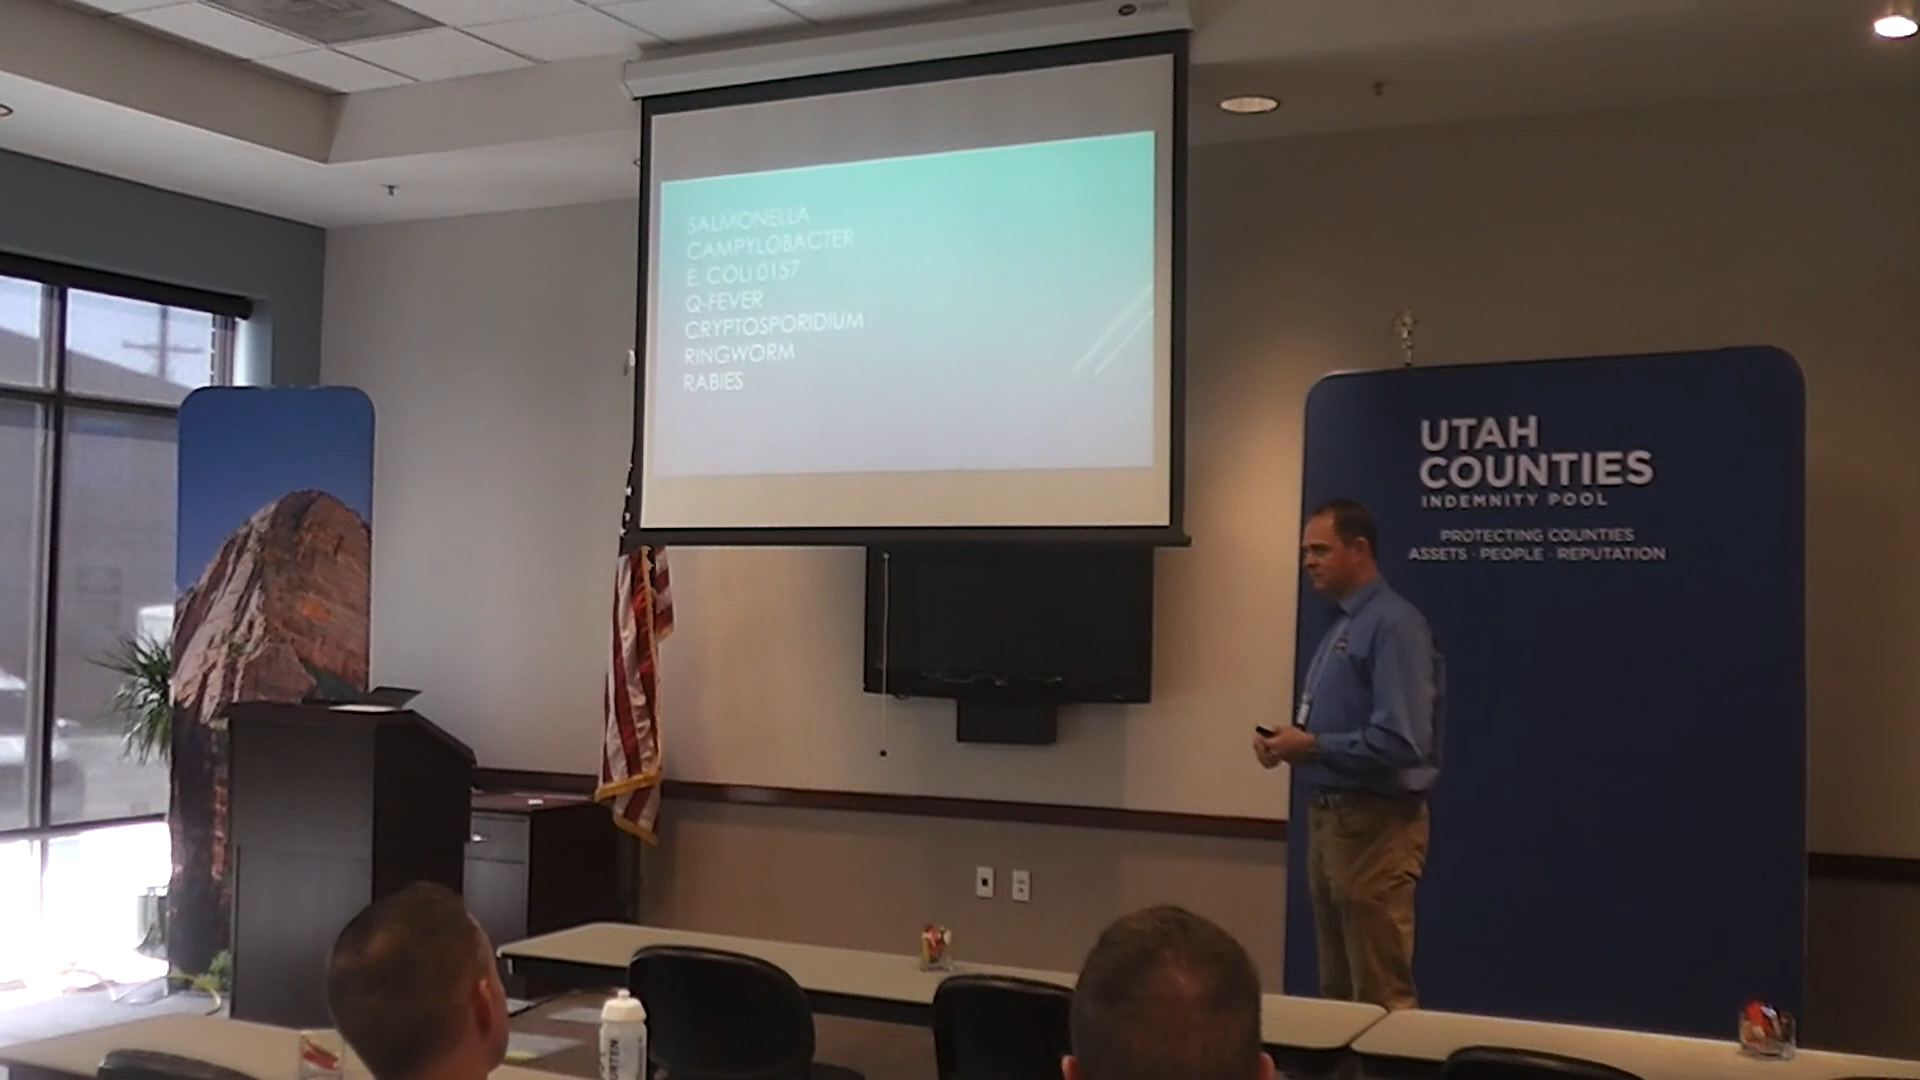 SALMONELLA
CAMPYLOBACTER
E. COLI 0157
Q-FEVER
CRYPTOSPORIDIUM
RINGWORM
RABIES
UTAH
COUNTIES
INDEMNITY POOL
PROTECTING COUNTIES
ASSETS · PEOPLE · REPUTATION